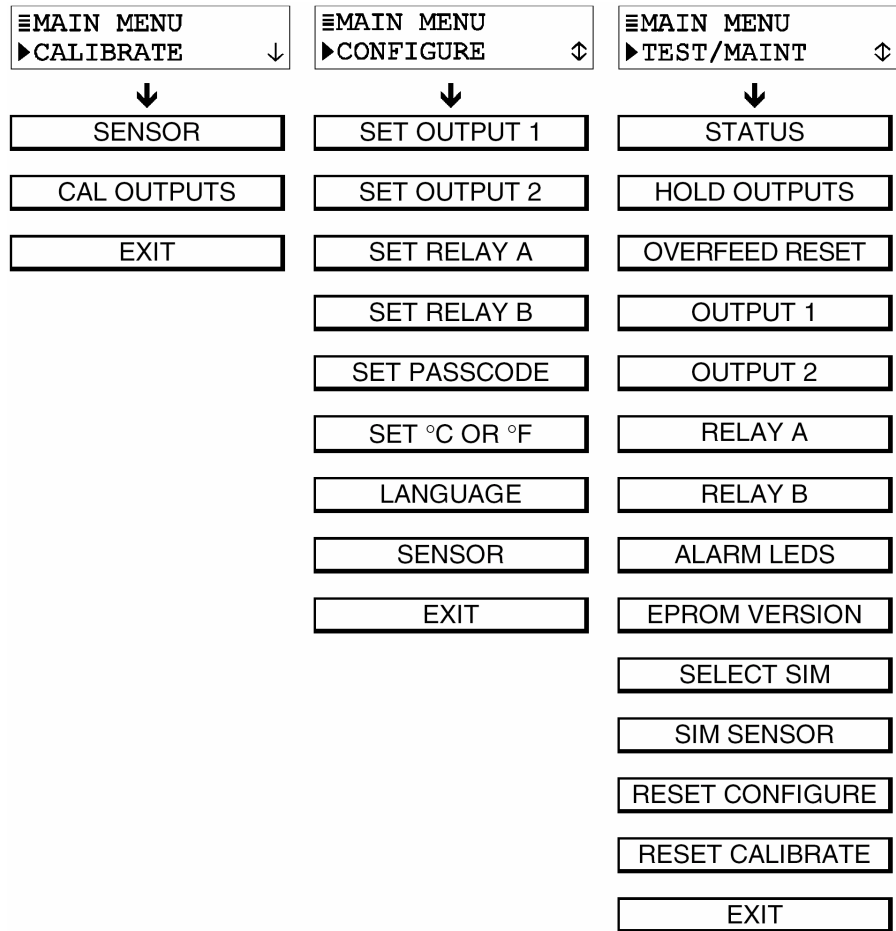 ≣MAIN MENU
▶CALIBRATE ↓
SENSOR
CAL OUTPUTS
EXIT
≣MAIN MENU
▶CONFIGURE ⇕
SET OUTPUT 1
SET OUTPUT 2
SET RELAY A
SET RELAY B
SET PASSCODE
SET °C OR °F
LANGUAGE
SENSOR
EXIT
≣MAIN MENU
▶TEST/MAINT ⇕
STATUS
HOLD OUTPUTS
OVERFEED RESET
OUTPUT 1
OUTPUT 2
RELAY A
RELAY B
ALARM LEDS
EPROM VERSION
SELECT SIM
SIM SENSOR
RESET CONFIGURE
RESET CALIBRATE
EXIT